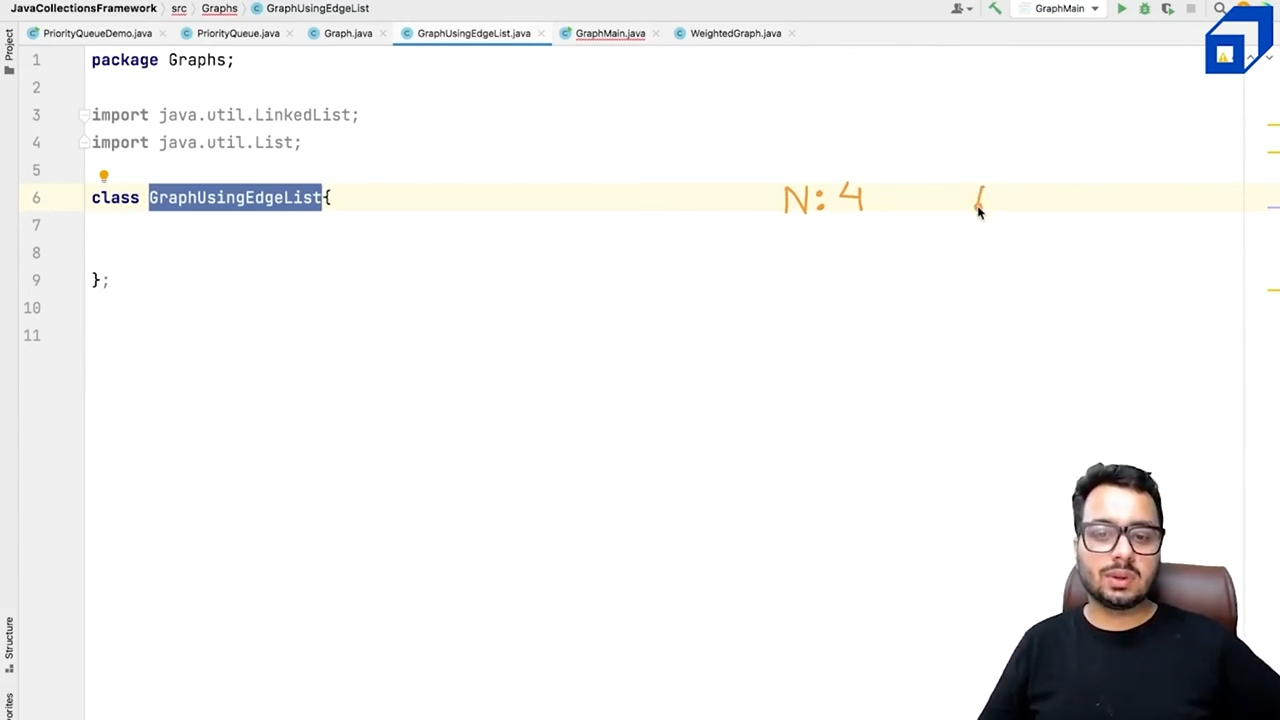 JavaCollectionsFramework src Graphs GraphUsingEdgeList GraphMain
PriorityQueueDemo.java PriorityQueue.java Graph.java GraphUsingEdgeList.java GraphMain.java WeightedGraph.java
Project
1 package Graphs;
2
3 import java.util.LinkedList;
4 import java.util.List;
5
6 class GraphUsingEdgeList{ N: 4 (
7
8
9 };
10
11
Structure